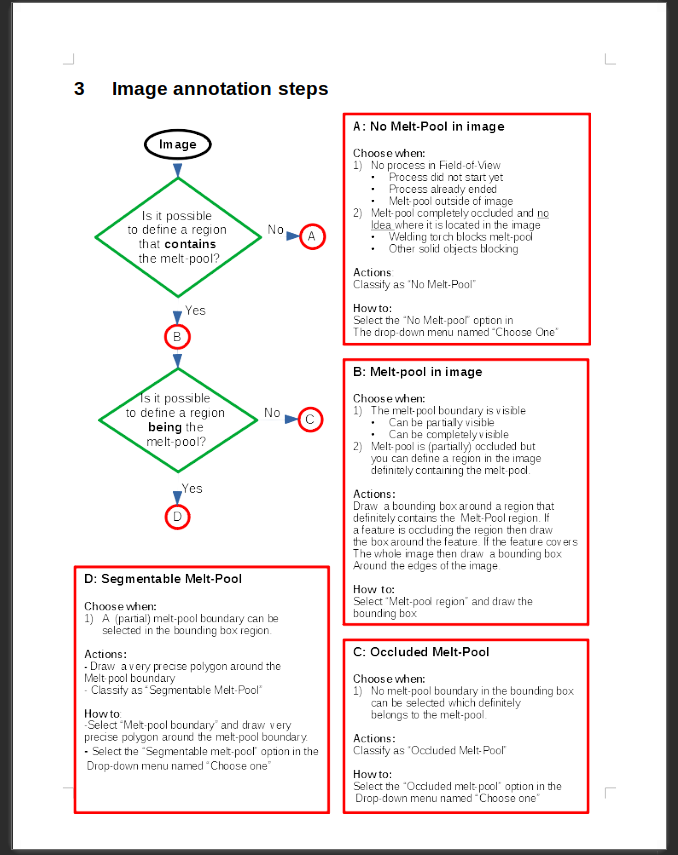 3 Image annotation steps
Image
Is it possible
to define a region
that contains
the melt-pool?
No
A
Yes
B
Is it possible
to define a region
being the
melt-pool?
No
C
Yes
D
A: No Melt-Pool in image
Choose when:
1) No process in Field-of-View
• Process did not start yet
• Process already ended
• Melt-pool outside of image
2) Melt-pool completely occluded and no
Idea where it is located in the image
• Welding torch blocks melt-pool
• Other solid objects blocking
Actions:
Classify as “No Melt-Pool”
How to:
Select the “No Melt-pool” option in
The drop-down menu named “Choose One”
B: Melt-pool in image
Choose when:
1) The melt-pool boundary is visible.
• Can be partially visible
• Can be completely visible
2) Melt-pool is (partially) occluded but
you can define a region in the image
definitely containing the melt-pool.
Actions:
Draw a bounding box around a region that
definitely contains the Melt-Pool region. If
a feature is occluding the region then draw
the box around the feature. If the feature covers
The whole image then draw a bounding box
Around the edges of the image.
How to:
Select “Melt-pool region” and draw the
bounding box
D: Segmentable Melt-Pool
Choose when:
1) A (partial) melt-pool boundary can be
selected in the bounding box region.
Actions:
- Draw a very precise polygon around the
Melt-pool boundary
- Classify as “Segmentable Melt-Pool”
How to:
-Select “Melt-pool boundary” and draw very
precise polygon around the melt-pool boundary.
- Select the “Segmentable melt-pool” option in the
Drop-down menu named “Choose one”
C: Occluded Melt-Pool
Choose when:
1) No melt-pool boundary in the bounding box
can be selected which definitely
belongs to the melt-pool.
Actions:
Classify as “Occluded Melt-Pool”
How to:
Select the “Occluded melt-pool” option in the
Drop-down menu named “Choose one”